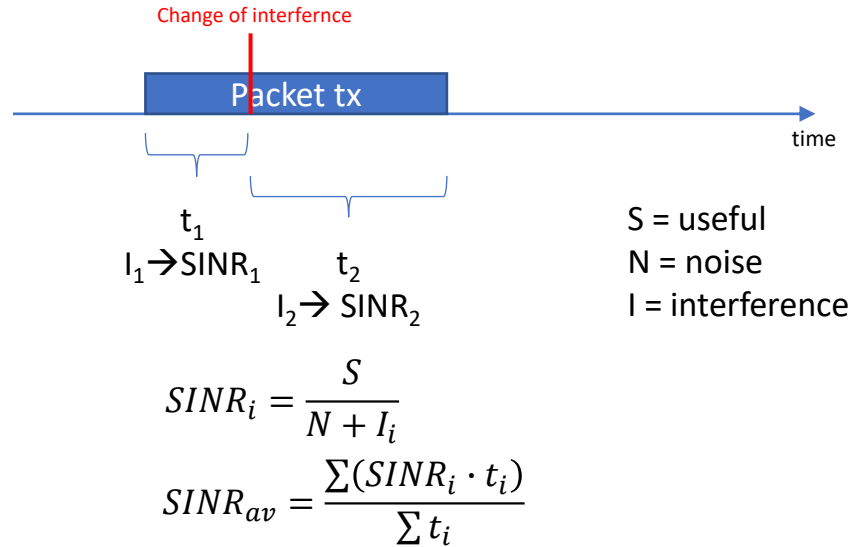 Change of interfernce
Packet tx
time
t₁
I₁→SINR₁
t₂
I₂→ SINR₂
S = useful
N = noise
I = interference
SINRᵢ = S / (N + Iᵢ)
SINRₐᵥ = ∑(SINRᵢ · tᵢ) / ∑ tᵢ